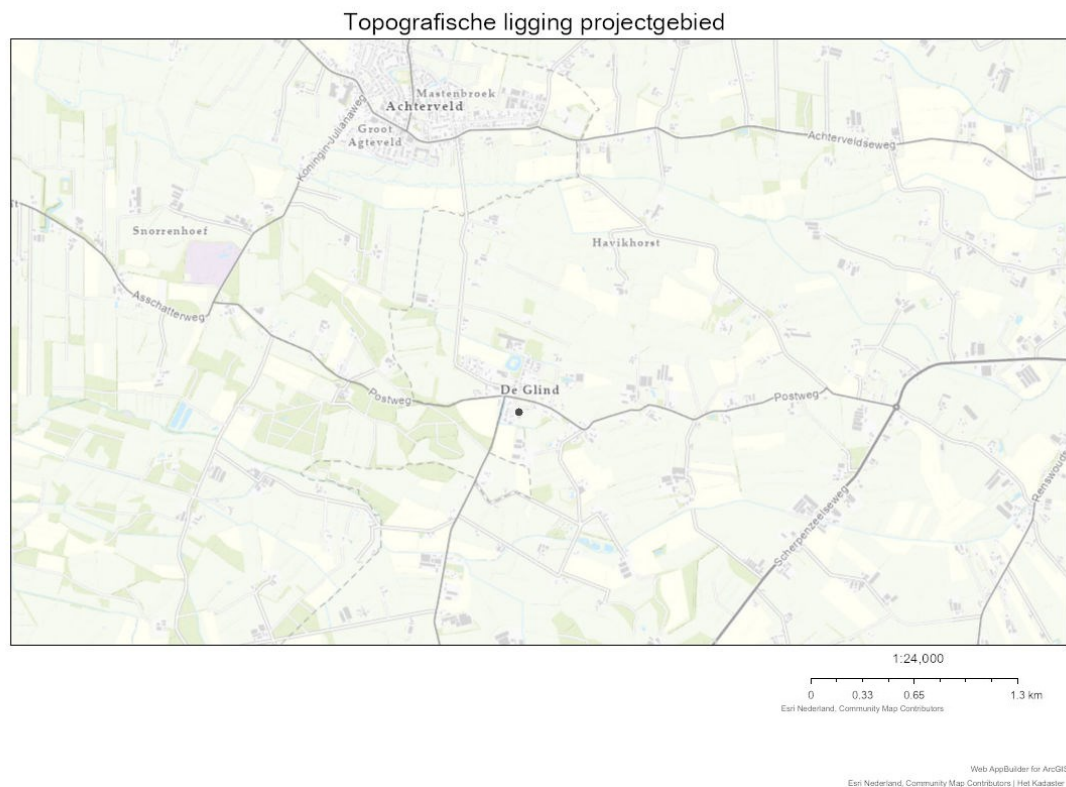 Topografische ligging projectgebied
Mastenbroek
Achterveld
Groot
Agteveld
Koningin Julianaweg
Achterveldseweg
Snorrenhoef
Havikhorst
Asschatterweg
De Glind
Postweg
Postweg
Scherpenzeelseweg
1:24,000
0 0.33 0.65 1.3 km
Esri Nederland, Community Map Contributors
Web AppBuilder for ArcGIS
Esri Nederland, Community Map Contributors | Het Kadaster